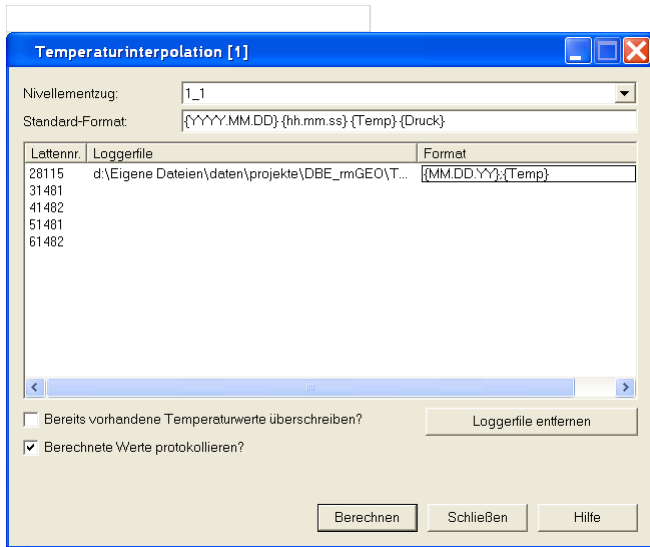 Temperaturinterpolation [1]
Nivellementzug: 1_1
Standard-Format: {YYYY.MM.DD} {hh.mm.ss} {Temp} {Druck}
Lattennr. Loggerfile Format
28115 d:\Eigene Dateien\daten\projekte\DBE_rmGEO\T... {MM.DD.YY};{Temp}
31481
41482
51481
61482
Bereits vorhandene Temperaturwerte überschreiben? Loggerfile entfernen
Berechnete Werte protokollieren?
Berechnen Schließen Hilfe